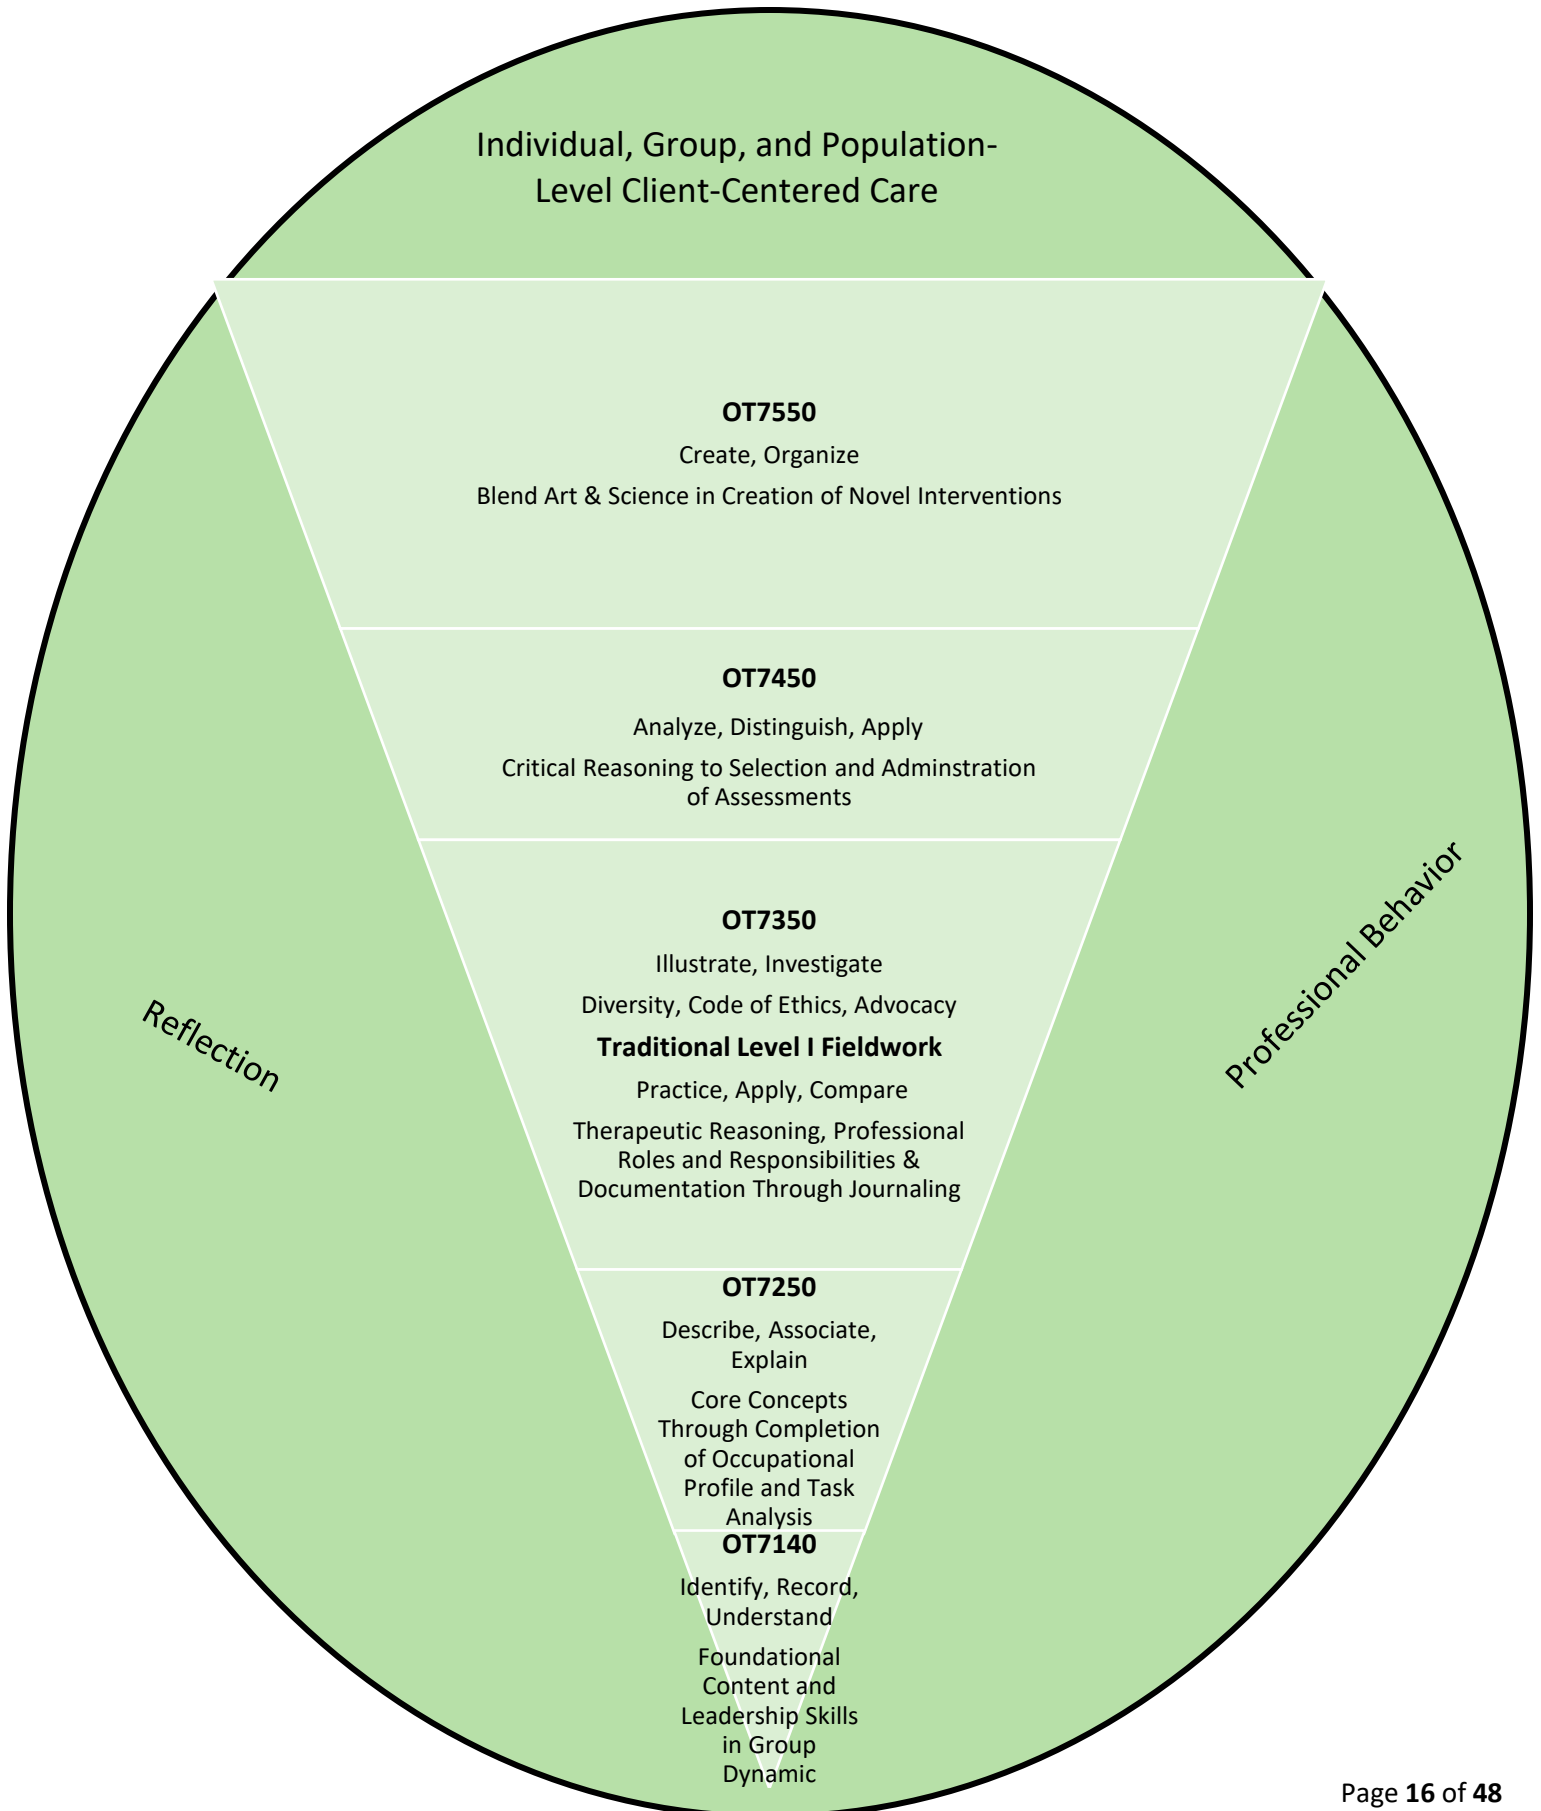 Individual, Group, and Population-
Level Client-Centered Care
OT7550
Create, Organize
Blend Art & Science in Creation of Novel Interventions
OT7450
Analyze, Distinguish, Apply
Critical Reasoning to Selection and Adminstration
of Assessments
OT7350
Illustrate, Investigate
Diversity, Code of Ethics, Advocacy
Traditional Level I Fieldwork
Practice, Apply, Compare
Therapeutic Reasoning, Professional
Roles and Responsibilities &
Documentation Through Journaling
Reflection
Professional Behavior
OT7250
Describe, Associate,
Explain
Core Concepts
Through Completion
of Occupational
Profile and Task
Analysis
OT7140
Identify, Record,
Understand
Foundational
Content and
Leadership Skills
in Group
Dynamic
Page 16 of 48